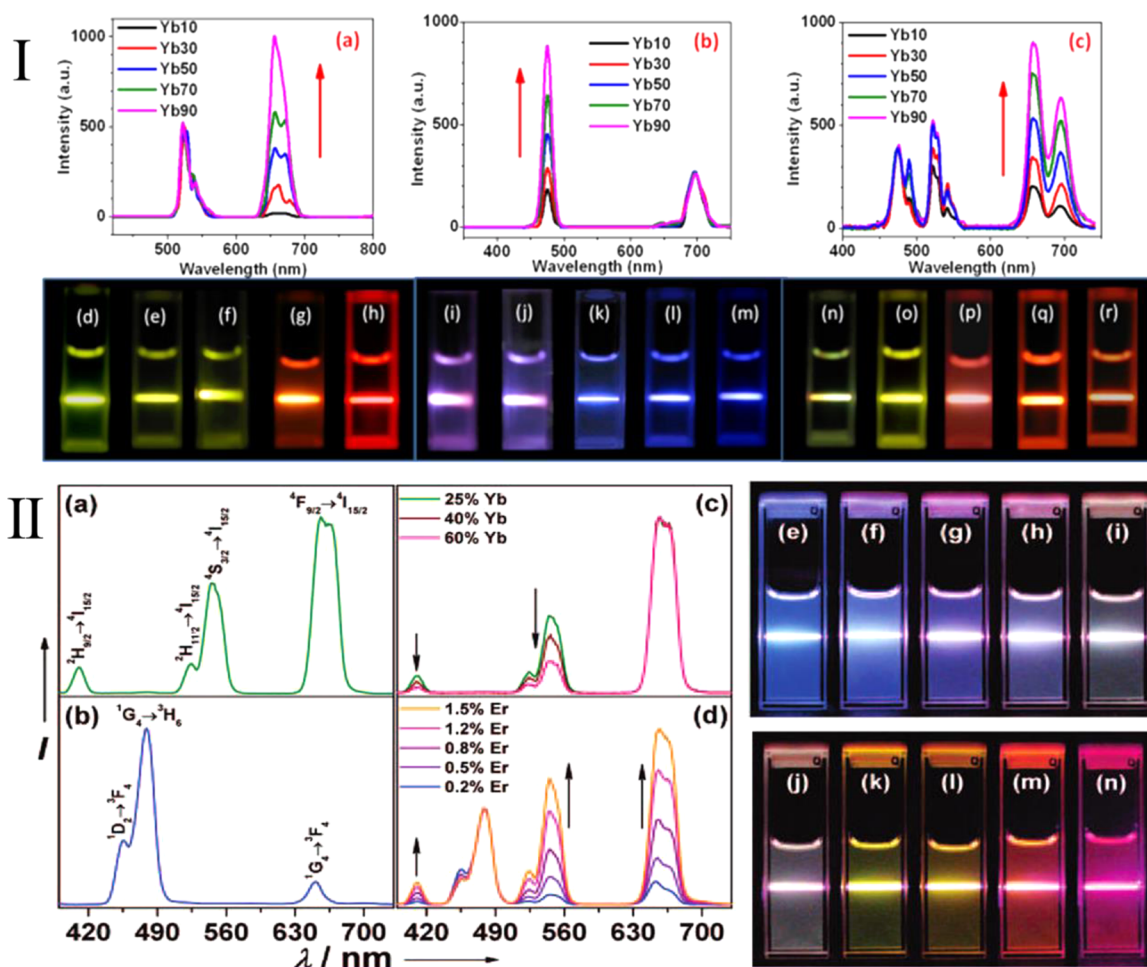 I
1000
500
0
Intensity (a.u.)
Yb10
Yb30
Yb50
Yb70
Yb90
(a)
500 600 700 800
Wavelength (nm)
1000
500
0
Intensity (a.u.)
Yb10
Yb30
Yb50
Yb70
Yb90
(b)
400 500 600 700
Wavelength (nm)
1000
500
0
Intensity (a.u.)
Yb10
Yb30
Yb50
Yb70
Yb90
(c)
400 500 600 700
Wavelength (nm)
(d) (e) (f) (g) (h) (i) (j) (k) (l) (m) (n) (o) (p) (q) (r)
II
(a)
²H₉/₂→⁴I₁₅/₂
²H₁₁/₂→⁴I₁₅/₂
⁴S₃/₂→⁴I₁₅/₂
⁴F₉/₂→⁴I₁₅/₂
25% Yb
40% Yb
60% Yb
(c)
(b)
¹D₂→³F₄
¹G₄→³H₆
¹G₄→³F₄
1.5% Er
1.2% Er
0.8% Er
0.5% Er
0.2% Er
(d)
I
420 490 560 630 700 420 490 560 630 700
λ / nm
(e) (f) (g) (h) (i)
Q Q Q Q
(j) (k) (l) (m) (n)
Q Q Q Q